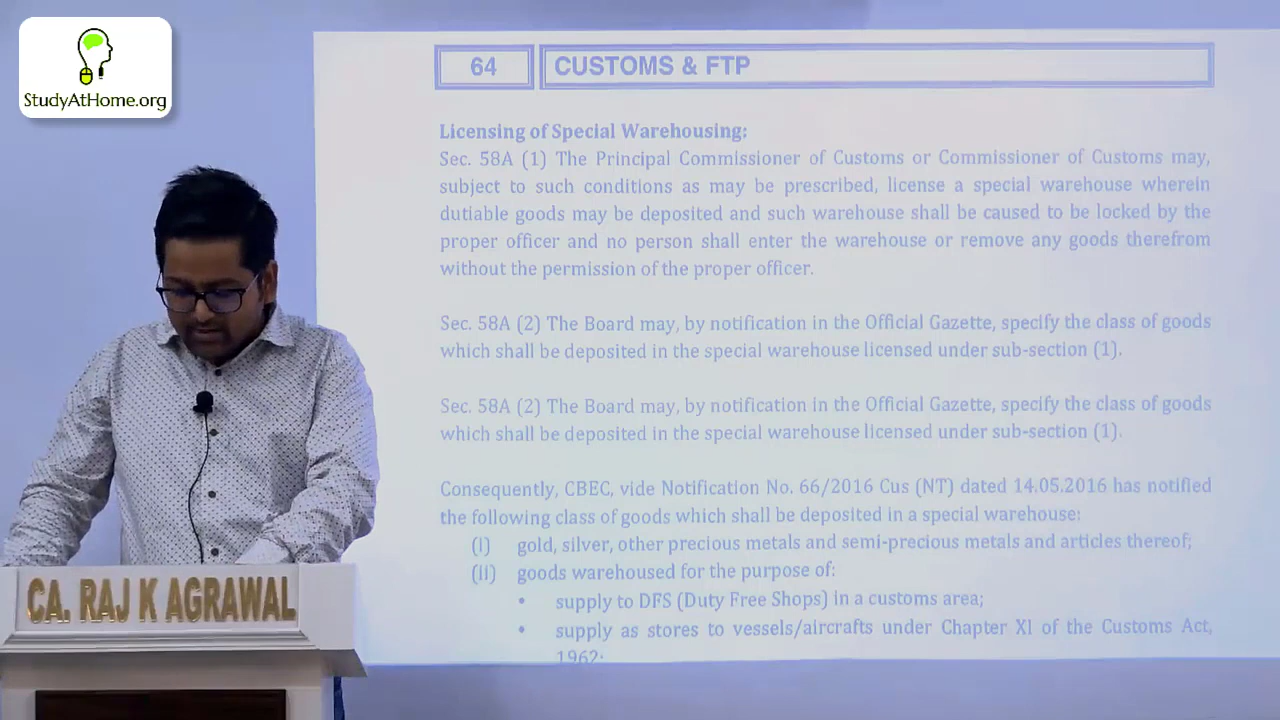 StudyAtHome.org
64
CUSTOMS & FTP
Licensing of Special Warehousing:
Sec. 58A (1) The Principal Commissioner of Customs or Commissioner of Customs may,
subject to such conditions as may be prescribed, license a special warehouse wherein
dutiable goods may be deposited and such warehouse shall be caused to be locked by the
proper officer and no person shall enter the warehouse or remove any goods therefrom
without the permission of the proper officer.
Sec. 58A (2) The Board may, by notification in the Official Gazette, specify the class of goods
which shall be deposited in the special warehouse licensed under sub-section (1).
Sec. 58A (2) The Board may, by notification in the Official Gazette, specify the class of goods
which shall be deposited in the special warehouse licensed under sub-section (1).
Consequently, CBEC, vide Notification No. 66/2016 Cus (NT) dated 14.05.2016 has notified
the following class of goods which shall be deposited in a special warehouse:
(I) gold, silver, other precious metals and semi-precious metals and articles thereof;
(II) goods warehoused for the purpose of:
• supply to DFS (Duty Free Shops) in a customs area;
• supply as stores to vessels/aircrafts under Chapter XI of the Customs Act,
1962;
CA. RAJ K AGRAWAL